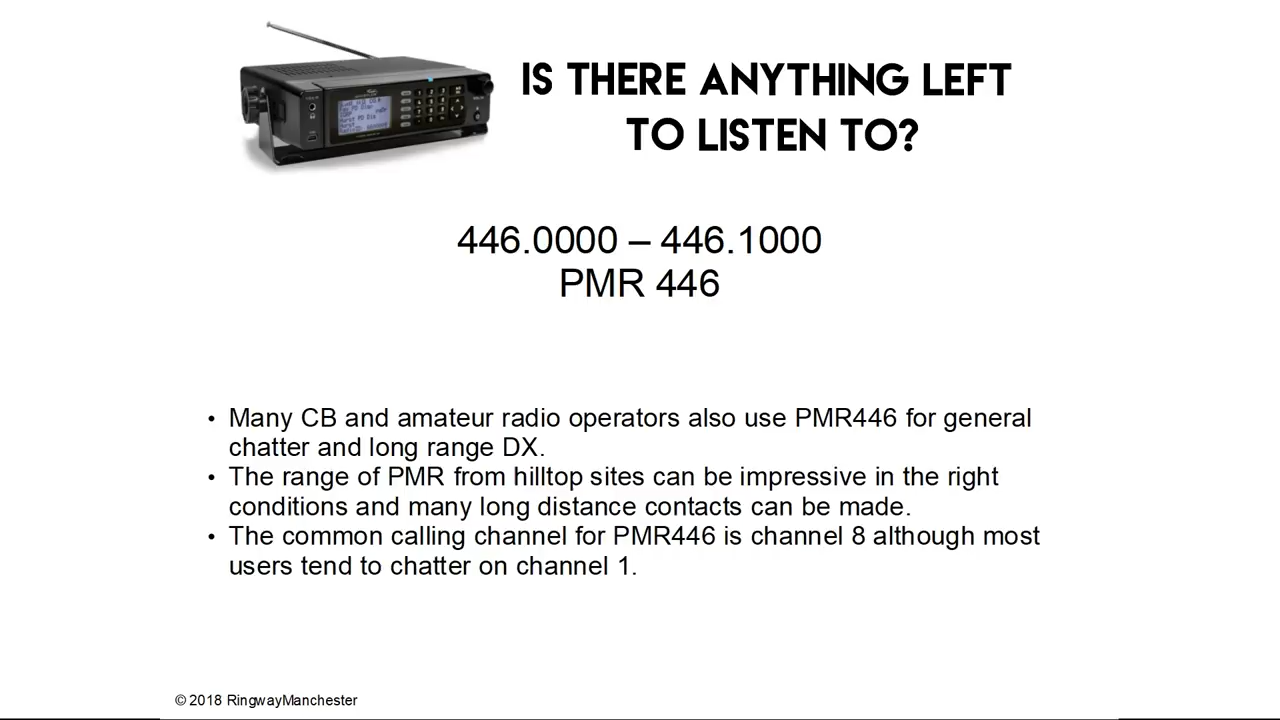 IS THERE ANYTHING LEFT
TO LISTEN TO?
446.0000 – 446.1000
PMR 446
• Many CB and amateur radio operators also use PMR446 for general
chatter and long range DX.
• The range of PMR from hilltop sites can be impressive in the right
conditions and many long distance contacts can be made.
• The common calling channel for PMR446 is channel 8 although most
users tend to chatter on channel 1.
© 2018 RingwayManchester